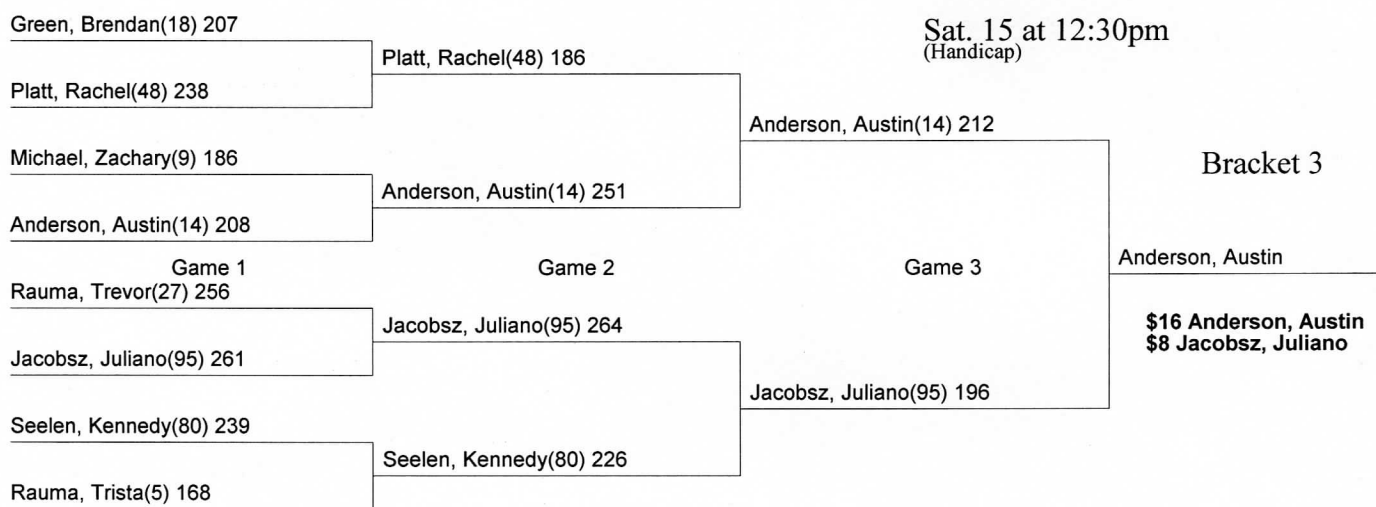 Green, Brendan(18) 207
Sat. 15 at 12:30pm
(Handicap)
Platt, Rachel(48) 186
Platt, Rachel(48) 238
Anderson, Austin(14) 212
Michael, Zachary(9) 186
Bracket 3
Anderson, Austin(14) 251
Anderson, Austin(14) 208
Game 1
Game 2
Game 3
Anderson, Austin
Rauma, Trevor(27) 256
Jacobsz, Juliano(95) 264
$16 Anderson, Austin
$8 Jacobsz, Juliano
Jacobsz, Juliano(95) 261
Jacobsz, Juliano(95) 196
Seelen, Kennedy(80) 239
Seelen, Kennedy(80) 226
Rauma, Trista(5) 168